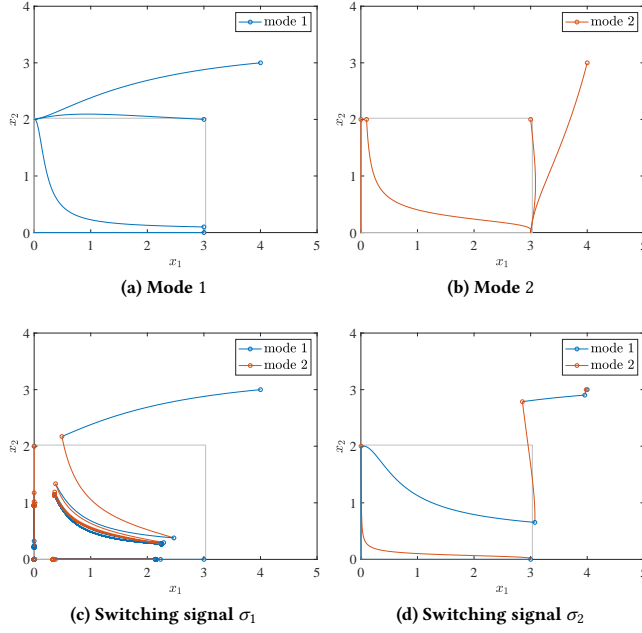 4
3
2
1
0
x₂
mode 1
0 1 2 3 4 5
x₁
(a) Mode 1
4
3
2
1
0
x₂
mode 2
0 1 2 3 4 5
x₁
(b) Mode 2
4
3
2
1
0
x₂
mode 1
mode 2
0 1 2 3 4 5
x₁
(c) Switching signal σ₁
4
3
2
1
0
x₂
mode 1
mode 2
0 1 2 3 4 5
x₁
(d) Switching signal σ₂